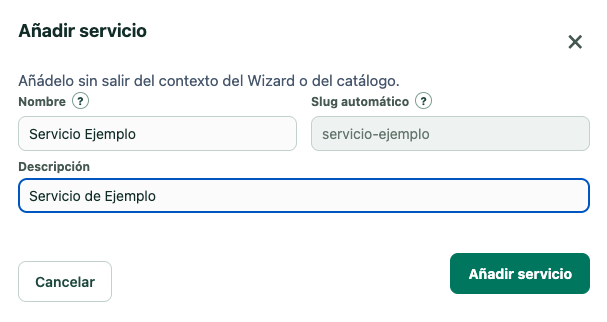 Añadir servicio
Añádelo sin salir del contexto del Wizard o del catálogo.
Nombre ?
Slug automático ?
Servicio Ejemplo
servicio-ejemplo
Descripción
Servicio de Ejemplo
Cancelar
Añadir servicio